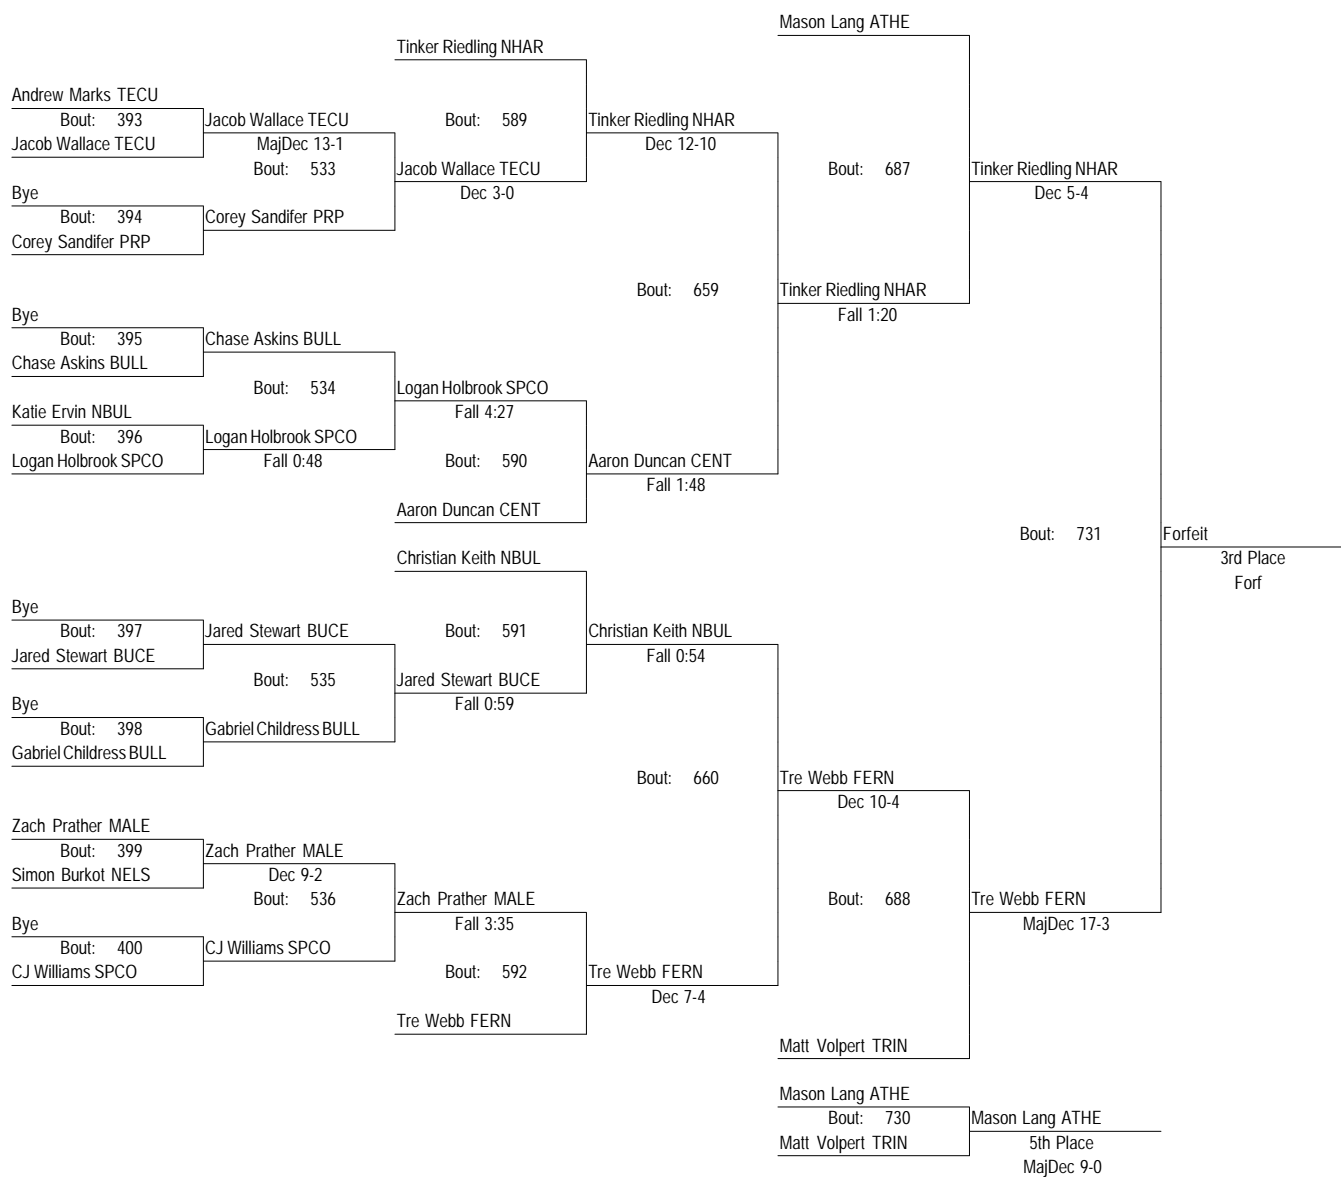 Mason Lang ATHE
Tinker Riedling NHAR
Andrew Marks TECU
Bout: 393
Jacob Wallace TECU
Bout: 589
Tinker Riedling NHAR
Jacob Wallace TECU
MajDec 13-1
Dec 12-10
Bout: 533
Jacob Wallace TECU
Bout: 687
Tinker Riedling NHAR
Bye
Dec 3-0
Dec 5-4
Bout: 394
Corey Sandifer PRP
Corey Sandifer PRP
Bout: 659
Tinker Riedling NHAR
Bye
Fall 1:20
Bout: 395
Chase Askins BULL
Chase Askins BULL
Bout: 534
Logan Holbrook SPCO
Katie Ervin NBUL
Fall 4:27
Bout: 396
Logan Holbrook SPCO
Logan Holbrook SPCO
Fall 0:48
Bout: 590
Aaron Duncan CENT
Fall 1:48
Aaron Duncan CENT
Bout: 731
Forfeit
Christian Keith NBUL
3rd Place
Forf
Bye
Bout: 397
Jared Stewart BUCE
Bout: 591
Christian Keith NBUL
Jared Stewart BUCE
Fall 0:54
Bout: 535
Jared Stewart BUCE
Bye
Fall 0:59
Bout: 398
Gabriel Childress BULL
Gabriel Childress BULL
Bout: 660
Tre Webb FERN
Dec 10-4
Zach Prather MALE
Bout: 399
Zach Prather MALE
Simon Burkot NELS
Dec 9-2
Bout: 536
Zach Prather MALE
Bout: 688
Tre Webb FERN
Bye
Fall 3:35
MajDec 17-3
Bout: 400
CJ Williams SPCO
CJ Williams SPCO
Bout: 592
Tre Webb FERN
Dec 7-4
Tre Webb FERN
Matt Volpert TRIN
Mason Lang ATHE
Bout: 730
Mason Lang ATHE
Matt Volpert TRIN
5th Place
MajDec 9-0